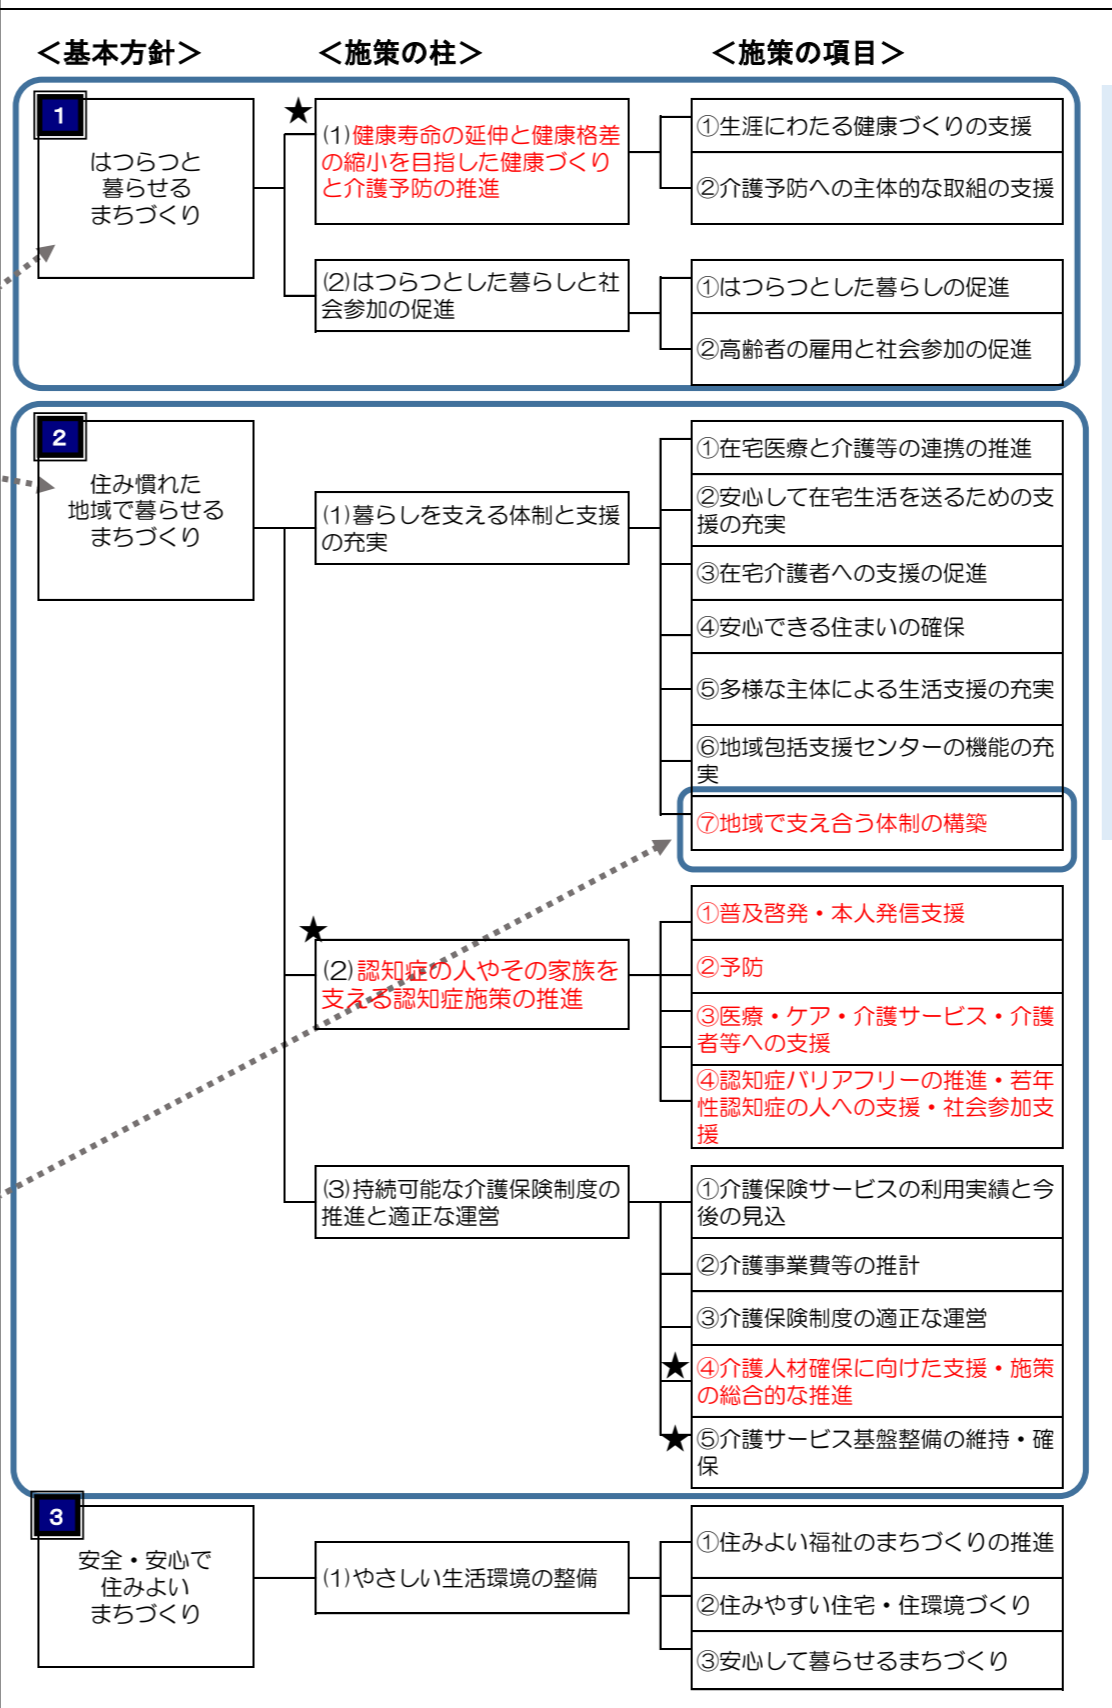 ＜基本方針＞
＜施策の柱＞
＜施策の項目＞
1
はつらつと
暮らせる
まちづくり
★
(1)健康寿命の延伸と健康格差
の縮小を目指した健康づくり
と介護予防の推進
①生涯にわたる健康づくりの支援
②介護予防への主体的な取組の支援
(2)はつらつとした暮らしと社
会参加の促進
①はつらつとした暮らしの促進
②高齢者の雇用と社会参加の促進
2
住み慣れた
地域で暮らせる
まちづくり
(1)暮らしを支える体制と支援
の充実
①在宅医療と介護等の連携の推進
②安心して在宅生活を送るための支
援の充実
③在宅介護者への支援の促進
④安心できる住まいの確保
⑤多様な主体による生活支援の充実
⑥地域包括支援センターの機能の充
実
⑦地域で支え合う体制の構築
★
(2)認知症の人やその家族を
支える認知症施策の推進
①普及啓発・本人発信支援
②予防
③医療・ケア・介護サービス・介護
者等への支援
④認知症バリアフリーの推進・若年
性認知症の人への支援・社会参加支
援
(3)持続可能な介護保険制度の
推進と適正な運営
①介護保険サービスの利用実績と今
後の見込
②介護事業費等の推計
③介護保険制度の適正な運営
★
④介護人材確保に向けた支援・施策
の総合的な推進
★
⑤介護サービス基盤整備の維持・確
保
3
安全・安心で
住みよい
まちづくり
(1)やさしい生活環境の整備
①住みよい福祉のまちづくりの推進
②住みやすい住宅・住環境づくり
③安心して暮らせるまちづくり